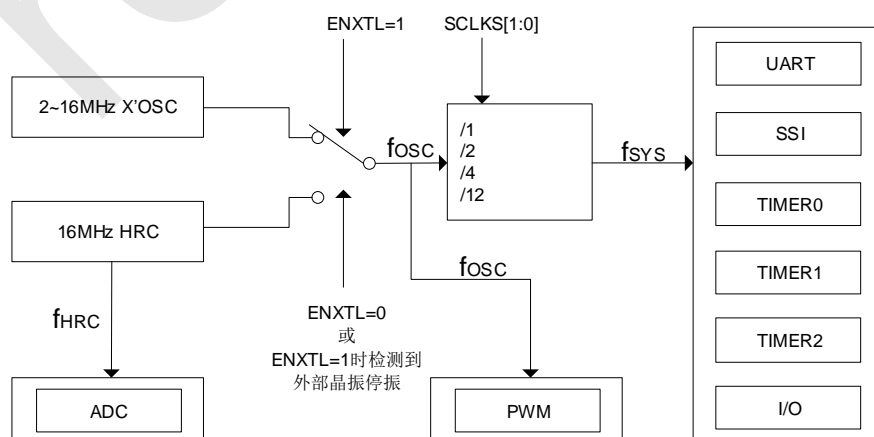 ENXTL=1
SCLKS[1:0]
2~16MHz X'OSC
16MHz HRC
fOSC
/1
/2
/4
/12
fSYS
fOSC
fHRC
ENXTL=0
或
ENXTL=1时检测到
外部晶振停振
ADC
PWM
UART
SSI
TIMER0
TIMER1
TIMER2
I/O